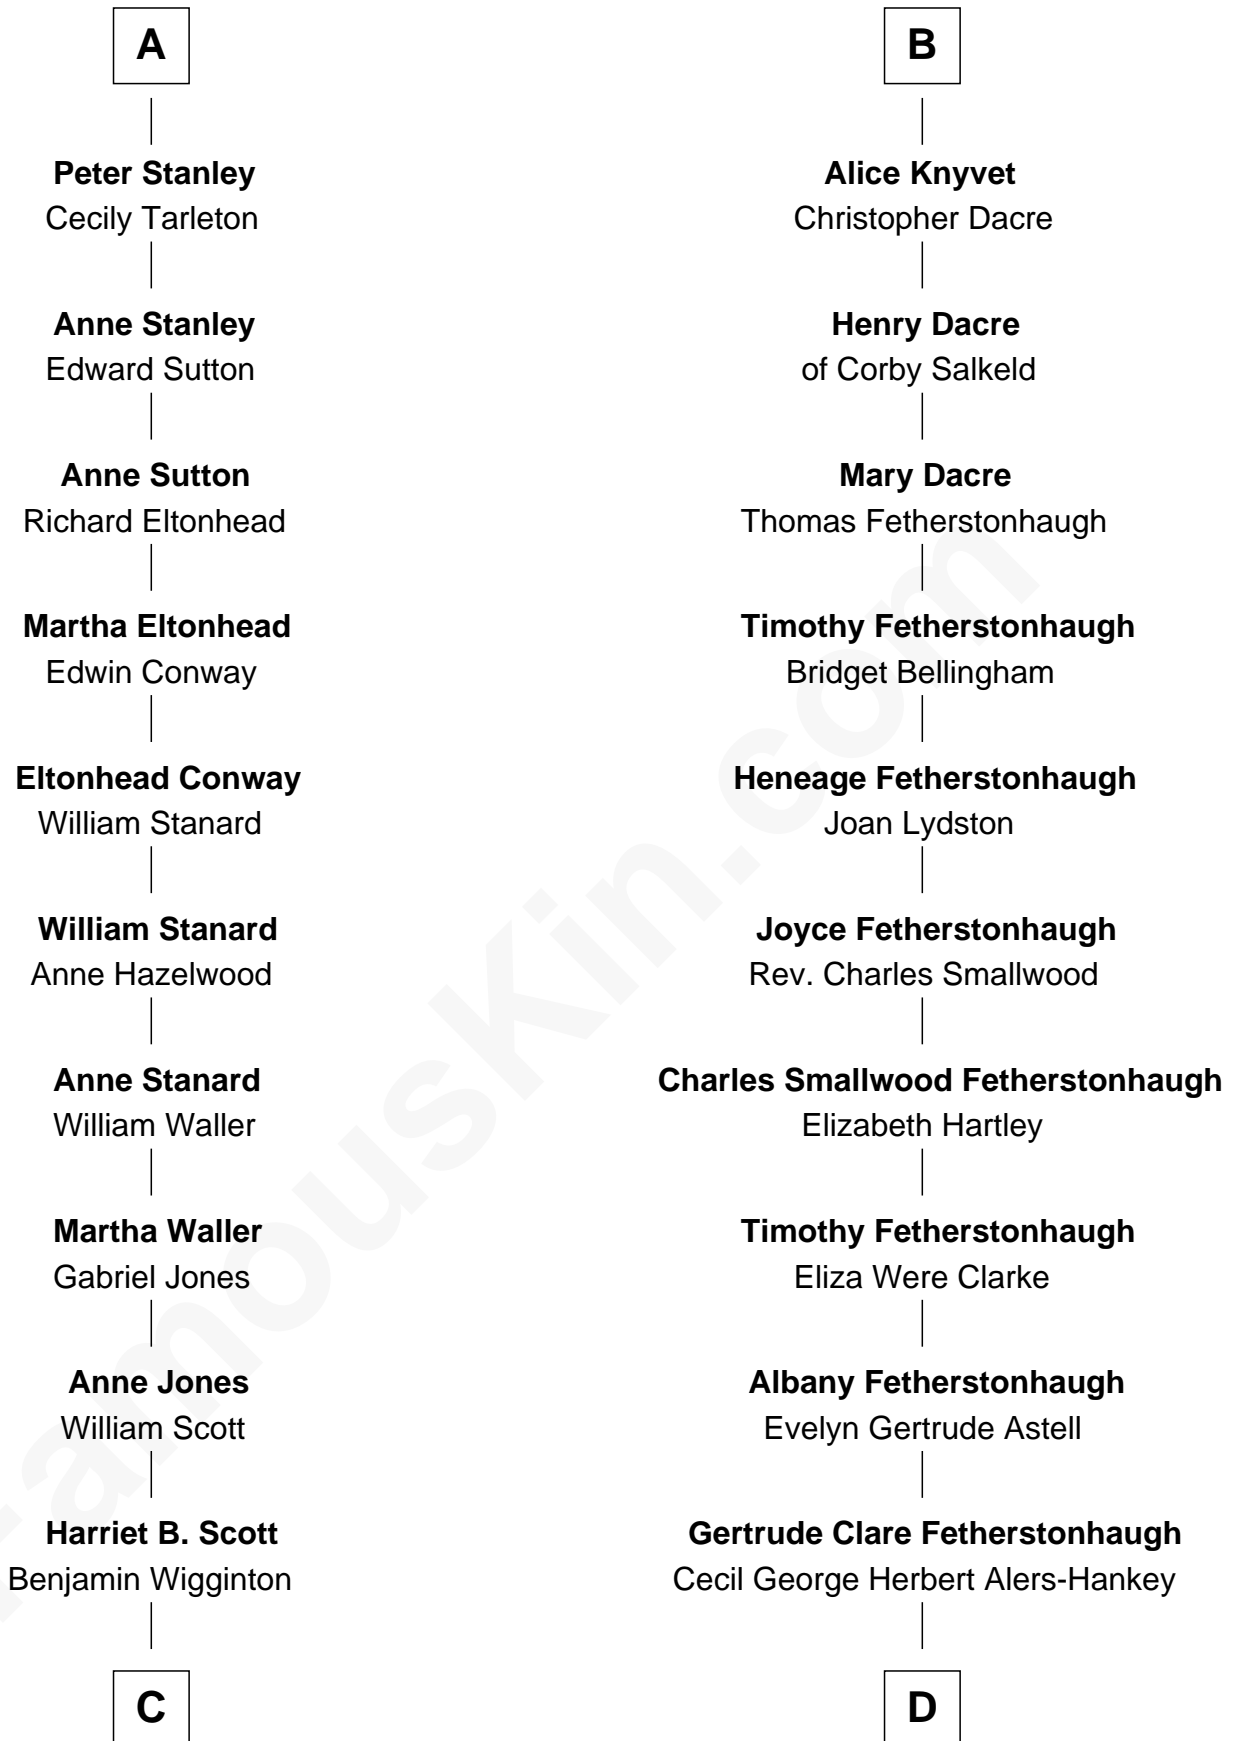 A
Peter Stanley
Cecily Tarleton
Anne Stanley
Edward Sutton
Anne Sutton
Richard Eltonhead
Martha Eltonhead
Edwin Conway
Eltonhead Conway
William Stanard
William Stanard
Anne Hazelwood
Anne Stanard
William Waller
Martha Waller
Gabriel Jones
Anne Jones
William Scott
Harriet B. Scott
Benjamin Wigginton
C
B
Alice Knyvet
Christopher Dacre
Henry Dacre
of Corby Salkeld
Mary Dacre
Thomas Fetherstonhaugh
Timothy Fetherstonhaugh
Bridget Bellingham
Heneage Fetherstonhaugh
Joan Lydston
Joyce Fetherstonhaugh
Rev. Charles Smallwood
Charles Smallwood Fetherstonhaugh
Elizabeth Hartley
Timothy Fetherstonhaugh
Eliza Were Clarke
Albany Fetherstonhaugh
Evelyn Gertrude Astell
Gertrude Clare Fetherstonhaugh
Cecil George Herbert Alers-Hankey
D
FamousKin.com